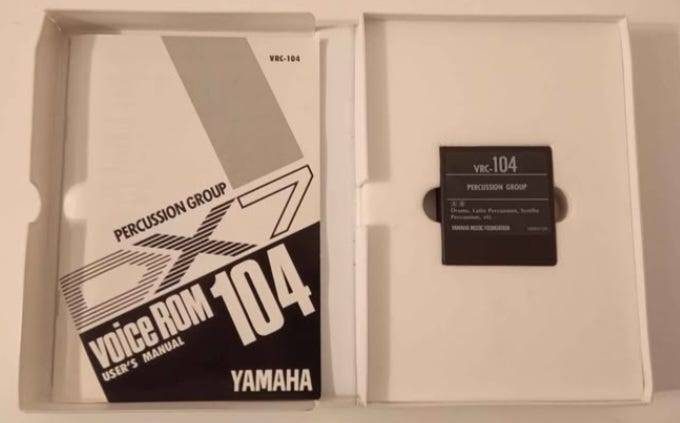 VRC-104
PERCUSSION GROUP
DX7
Voice ROM 104
USER'S MANUAL
YAMAHA
VRC-104
PERCUSSION GROUP
A B
Drums, Latin Percussion, Synthe
Percussion, etc
YAMAHA MUSIC FOUNDATION